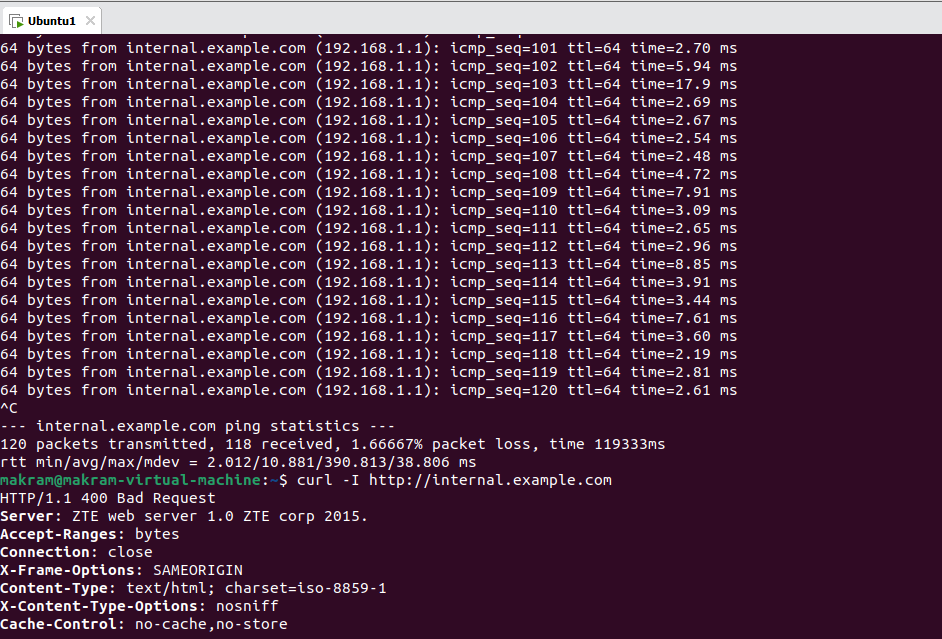 Ubuntu1
64 bytes from internal.example.com (192.168.1.1): icmp_seq=101 ttl=64 time=2.70 ms
64 bytes from internal.example.com (192.168.1.1): icmp_seq=102 ttl=64 time=5.94 ms
64 bytes from internal.example.com (192.168.1.1): icmp_seq=103 ttl=64 time=17.9 ms
64 bytes from internal.example.com (192.168.1.1): icmp_seq=104 ttl=64 time=2.69 ms
64 bytes from internal.example.com (192.168.1.1): icmp_seq=105 ttl=64 time=2.67 ms
64 bytes from internal.example.com (192.168.1.1): icmp_seq=106 ttl=64 time=2.54 ms
64 bytes from internal.example.com (192.168.1.1): icmp_seq=107 ttl=64 time=2.48 ms
64 bytes from internal.example.com (192.168.1.1): icmp_seq=108 ttl=64 time=4.72 ms
64 bytes from internal.example.com (192.168.1.1): icmp_seq=109 ttl=64 time=7.91 ms
64 bytes from internal.example.com (192.168.1.1): icmp_seq=110 ttl=64 time=3.09 ms
64 bytes from internal.example.com (192.168.1.1): icmp_seq=111 ttl=64 time=2.65 ms
64 bytes from internal.example.com (192.168.1.1): icmp_seq=112 ttl=64 time=2.96 ms
64 bytes from internal.example.com (192.168.1.1): icmp_seq=113 ttl=64 time=8.85 ms
64 bytes from internal.example.com (192.168.1.1): icmp_seq=114 ttl=64 time=3.91 ms
64 bytes from internal.example.com (192.168.1.1): icmp_seq=115 ttl=64 time=3.44 ms
64 bytes from internal.example.com (192.168.1.1): icmp_seq=116 ttl=64 time=7.61 ms
64 bytes from internal.example.com (192.168.1.1): icmp_seq=117 ttl=64 time=3.60 ms
64 bytes from internal.example.com (192.168.1.1): icmp_seq=118 ttl=64 time=2.19 ms
64 bytes from internal.example.com (192.168.1.1): icmp_seq=119 ttl=64 time=2.81 ms
64 bytes from internal.example.com (192.168.1.1): icmp_seq=120 ttl=64 time=2.61 ms
^C
--- internal.example.com ping statistics ---
120 packets transmitted, 118 received, 1.66667% packet loss, time 119333ms
rtt min/avg/max/mdev = 2.012/10.881/390.813/38.806 ms
makram@makram-virtual-machine:~$ curl -I http://internal.example.com
HTTP/1.1 400 Bad Request
Server: ZTE web server 1.0 ZTE corp 2015.
Accept-Ranges: bytes
Connection: close
X-Frame-Options: SAMEORIGIN
Content-Type: text/html; charset=iso-8859-1
X-Content-Type-Options: nosniff
Cache-Control: no-cache,no-store